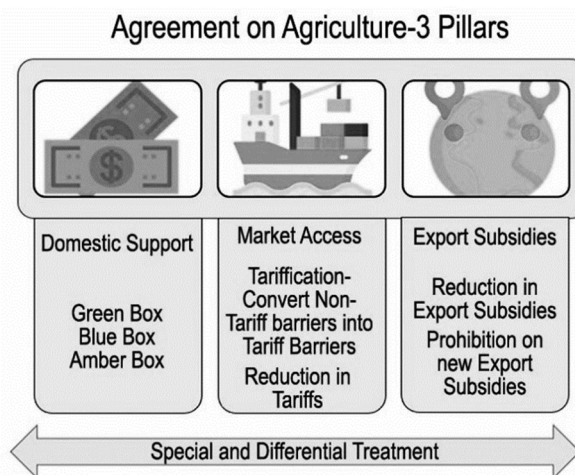 Agreement on Agriculture-3 Pillars
$
Domestic Support
Green Box
Blue Box
Amber Box
Market Access
Tariffication-
Convert Non-
Tariff barriers into
Tariff Barriers
Reduction in
Tariffs
Export Subsidies
Reduction in
Export Subsidies
Prohibition on
new Export
Subsidies
Special and Differential Treatment